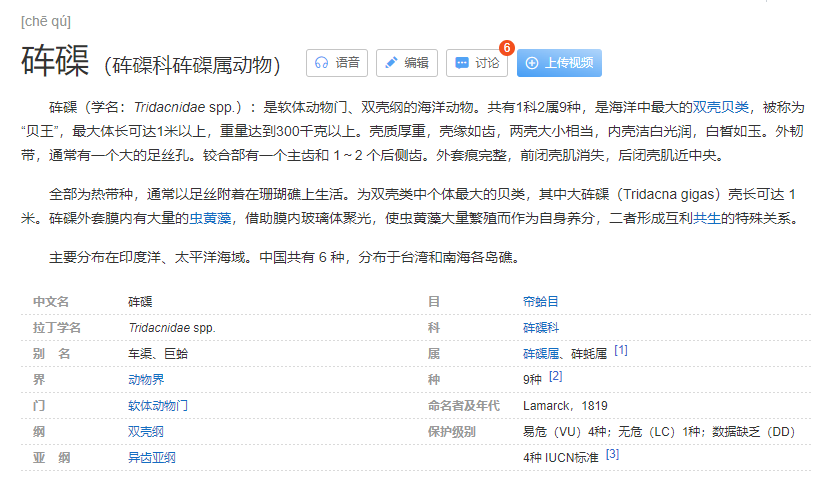 [chē qú]
砗磲（砗磲科砗磲属动物） 语音 编辑 讨论 6 上传视频
砗磲（学名：Tridacnidae spp.）：是软体动物门、双壳纲的海洋动物。共有1科2属9种，是海洋中最大的双壳贝类，被称为
“贝王”，最大体长可达1米以上，重量达到300千克以上。壳质厚重，壳缘如齿，两壳大小相当，内壳洁白光润，白皙如玉。外韧
带，通常有一个大的足丝孔。铰合部有一个主齿和 1～2 个后侧齿。外套痕完整，前闭壳肌消失，后闭壳肌近中央。
全部为热带种，通常以足丝附着在珊瑚礁上生活。为双壳类中个体最大的贝类，其中大砗磲（Tridacna gigas）壳长可达 1
米。砗磲外套膜内有大量的虫黄藻，借助膜内玻璃体聚光，使虫黄藻大量繁殖而作为自身养分，二者形成互利共生的特殊关系。
主要分布在印度洋、太平洋海域。中国共有 6 种，分布于台湾和南海各岛礁。
中文名 砗磲 目 帘蛤目
拉丁学名 Tridacnidae spp. 科 砗磲科
别 名 车渠、巨蛤 属 砗磲属、砗蚝属 [1]
界 动物界 种 9种 [2]
门 软体动物门 命名者及年代 Lamarck，1819
纲 双壳纲 保护级别 易危（VU）4种；无危（LC）1种；数据缺乏（DD）
亚 纲 异齿亚纲 4种 IUCN标准 [3]